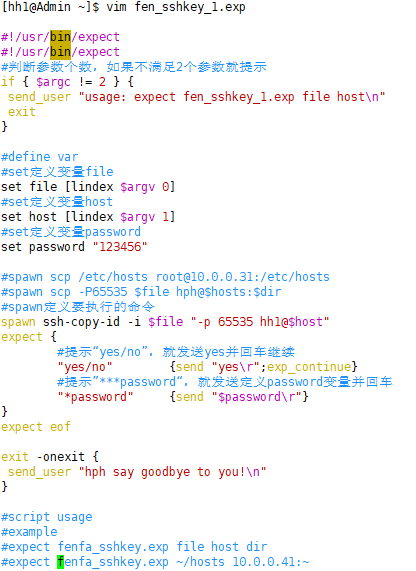 [hh1@Admin ~]$ vim fen_sshkey_1.exp
#!/usr/bin/expect
#!/usr/bin/expect
#判断参数个数，如果不满足2个参数就提示
if { $argc != 2 } {
 send_user "usage: expect fen_sshkey_1.exp file host\n"
 exit
}
#define var
#set定义变量file
set file [lindex $argv 0]
#set定义变量host
set host [lindex $argv 1]
#set定义变量password
set password "123456"
#spawn scp /etc/hosts root@10.0.0.31:/etc/hosts
#spawn scp -P65535 $file hph@$hosts:$dir
#spawn定义要执行的命令
spawn ssh-copy-id -i $file "-p 65535 hh1@$host"
expect {
        #提示“yes/no”，就发送yes并回车继续
        "yes/no"        {send "yes\r";exp_continue}
        #提示”***password“，就发送定义password变量并回车
        "*password"     {send "$password\r"}
}
expect eof
exit -onexit {
 send_user "hph say goodbye to you!\n"
}
#script usage
#example
#expect fenfa_sshkey.exp file host dir
#expect fenfa_sshkey.exp ~/hosts 10.0.0.41:~